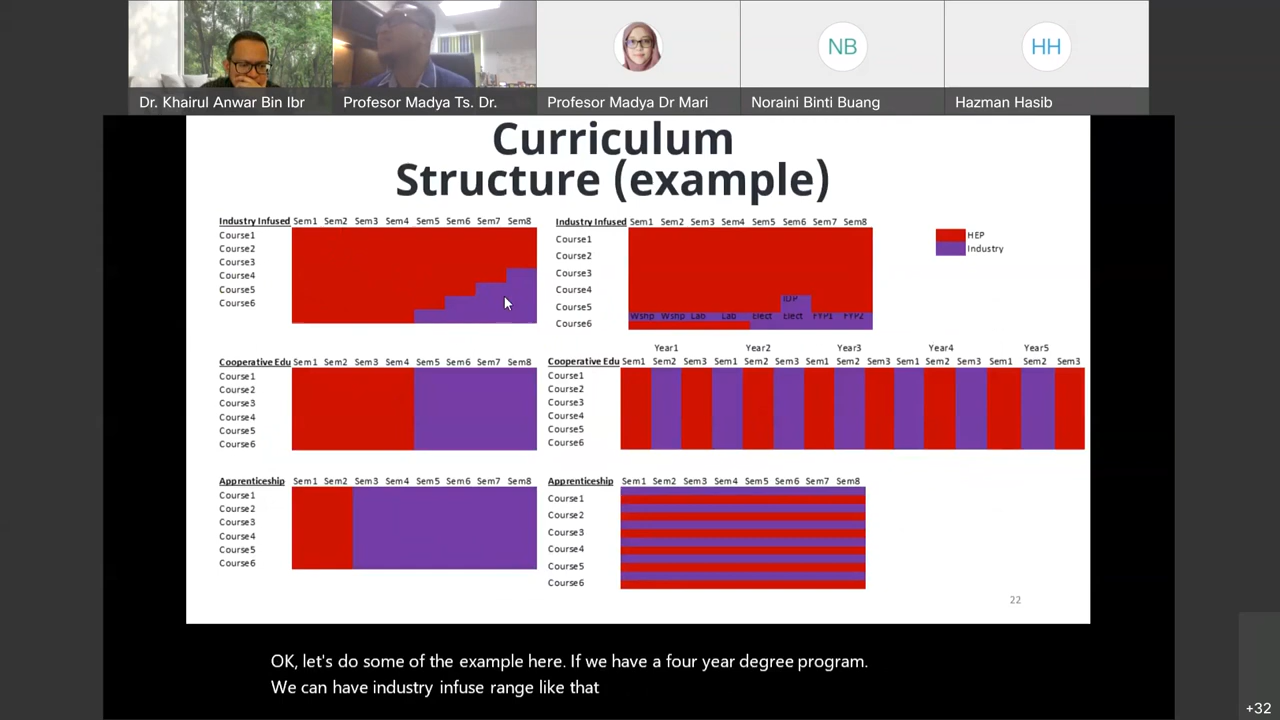 NB
HH
Dr. Khairul Anwar Bin Ibr
Profesor Madya Ts. Dr.
Profesor Madya Dr Mari
Noraini Binti Buang
Hazman Hasib
Curriculum
Structure (example)
Industry Infused Sem1 Sem2 Sem3 Sem4 Sem5 Sem6 Sem7 Sem8
Course1
Course2
Course3
Course4
Course5
Course6
Industry Infused Sem1 Sem2 Sem3 Sem4 Sem5 Sem6 Sem7 Sem8
Course1
Course2
Course3
Course4
Course5
IDP
Course6
Wshp Wshp Lab Lab Elect Elect FYP1 FYP2
HEP
Industry
Cooperative Edu Sem1 Sem2 Sem3 Sem4 Sem5 Sem6 Sem7 Sem8
Course1
Course2
Course3
Course4
Course5
Course6
Year1 Year2 Year3 Year4 Year5
Cooperative Edu Sem1 Sem2 Sem3 Sem1 Sem2 Sem3 Sem1 Sem2 Sem3 Sem1 Sem2 Sem3 Sem1 Sem2 Sem3
Course1
Course2
Course3
Course4
Course5
Course6
Apprenticeship Sem1 Sem2 Sem3 Sem4 Sem5 Sem6 Sem7 Sem8
Course1
Course2
Course3
Course4
Course5
Course6
Apprenticeship Sem1 Sem2 Sem3 Sem4 Sem5 Sem6 Sem7 Sem8
Course1
Course2
Course3
Course4
Course5
Course6
22
OK, let's do some of the example here. If we have a four year degree program.
We can have industry infuse range like that
+32